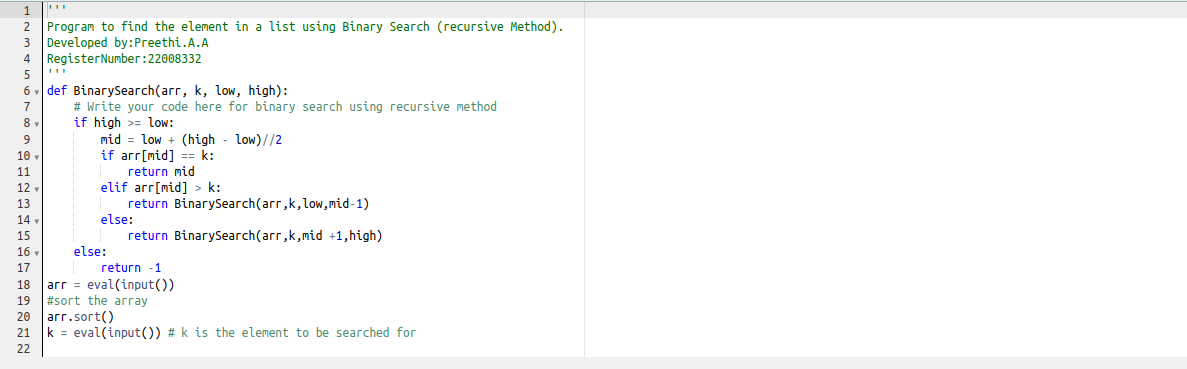 1 '''
2 Program to find the element in a list using Binary Search (recursive Method).
3 Developed by:Preethi.A.A
4 RegisterNumber:22008332
5 '''
6 def BinarySearch(arr, k, low, high):
7     # Write your code here for binary search using recursive method
8     if high >= low:
9         mid = low + (high - low)//2
10         if arr[mid] == k:
11             return mid
12         elif arr[mid] > k:
13             return BinarySearch(arr,k,low,mid-1)
14         else:
15             return BinarySearch(arr,k,mid +1,high)
16     else:
17         return -1
18 arr = eval(input())
19 #sort the array
20 arr.sort()
21 k = eval(input()) # k is the element to be searched for
22